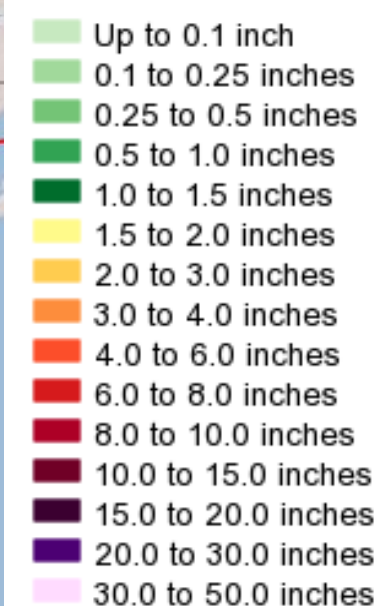 Up to 0.1 inch
0.1 to 0.25 inches
0.25 to 0.5 inches
0.5 to 1.0 inches
1.0 to 1.5 inches
1.5 to 2.0 inches
2.0 to 3.0 inches
3.0 to 4.0 inches
4.0 to 6.0 inches
6.0 to 8.0 inches
8.0 to 10.0 inches
10.0 to 15.0 inches
15.0 to 20.0 inches
20.0 to 30.0 inches
30.0 to 50.0 inches